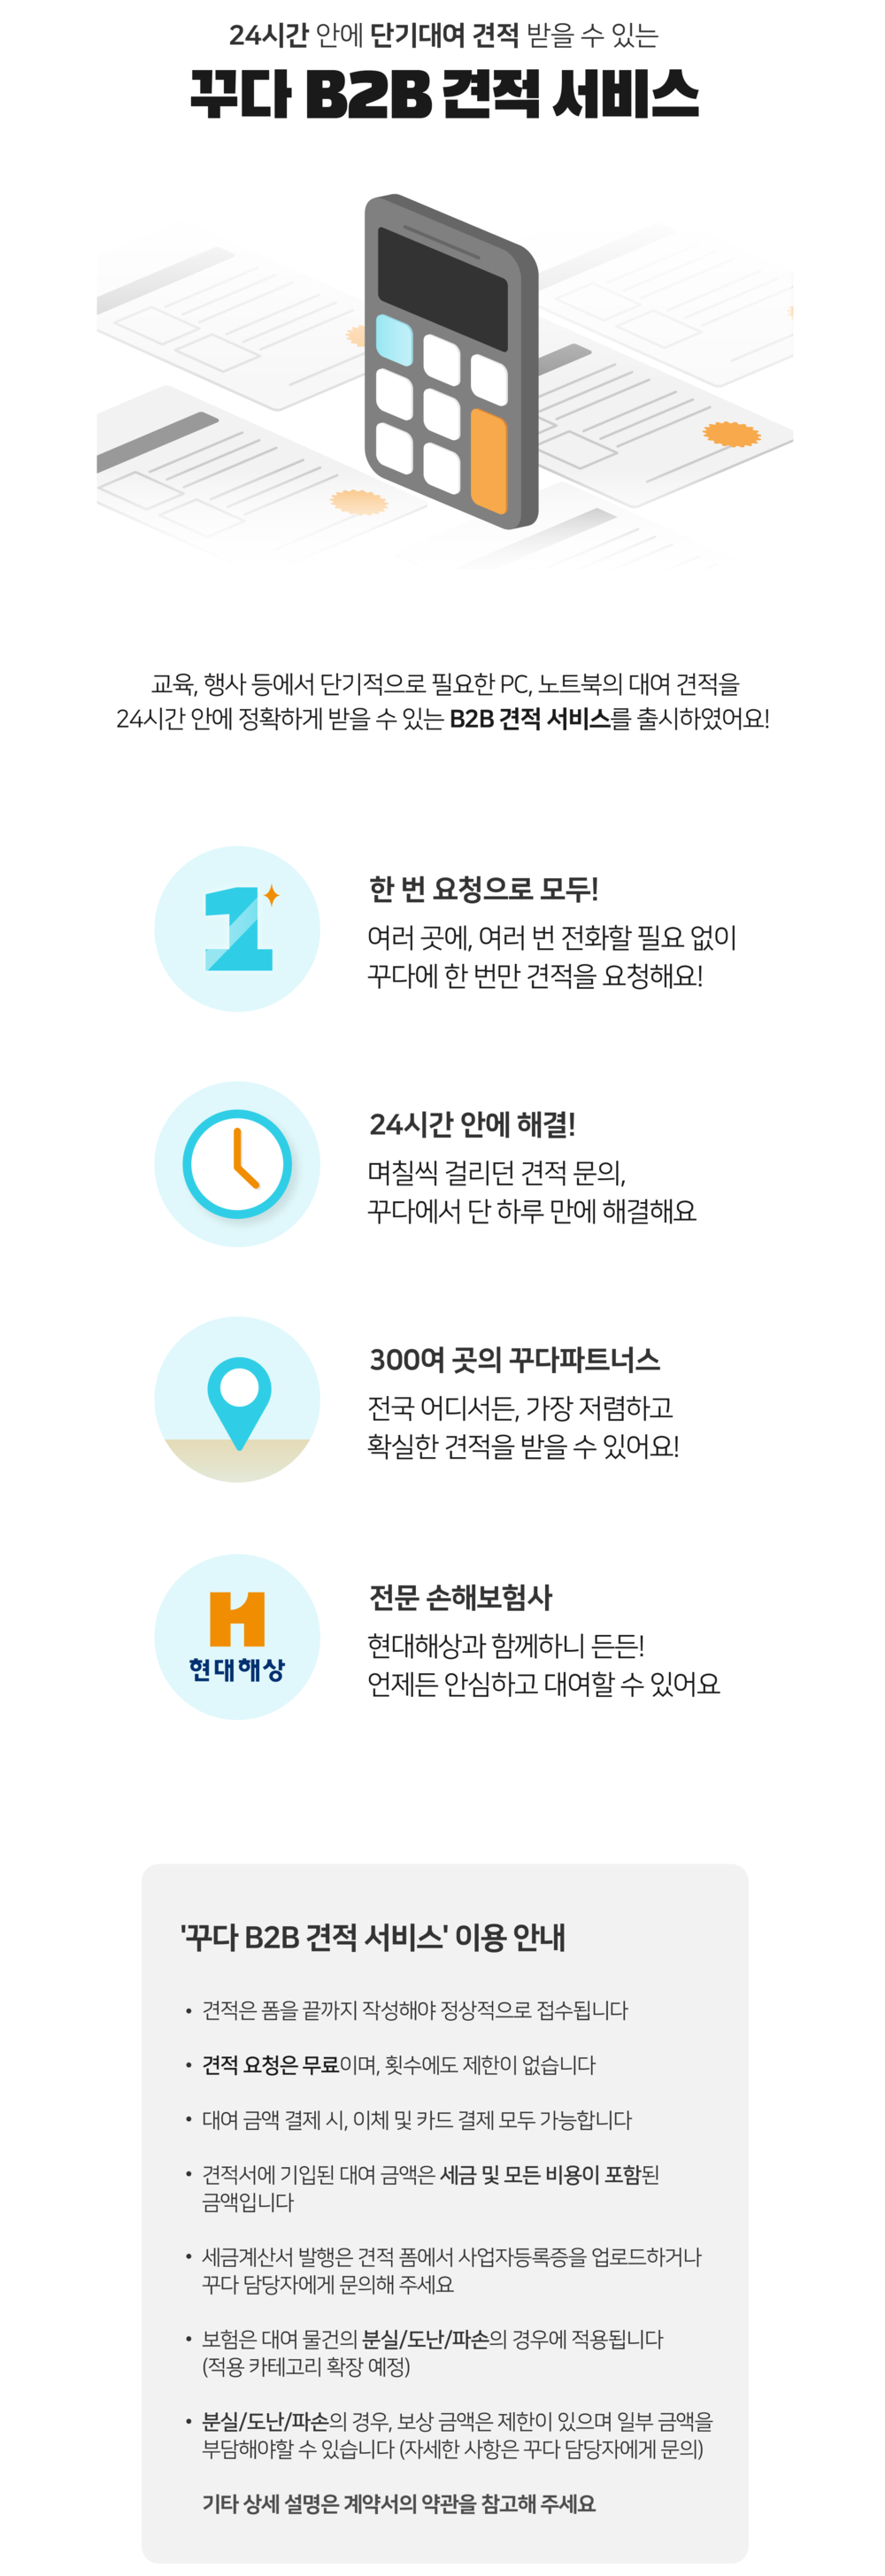 24시간 안에 단기대여 견적 받을 수 있는
꾸다 B2B 견적 서비스
교육, 행사 등에서 단기적으로 필요한 PC, 노트북의 대여 견적을
24시간 안에 정확하게 받을 수 있는 B2B 견적 서비스를 출시하였어요!
1
한 번 요청으로 모두!
여러 곳에, 여러 번 전화할 필요 없이
꾸다에 한 번만 견적을 요청해요!
24시간 안에 해결!
며칠씩 걸리던 견적 문의,
꾸다에서 단 하루 만에 해결해요
300여 곳의 꾸다파트너스
전국 어디서든, 가장 저렴하고
확실한 견적을 받을 수 있어요!
현대해상
전문 손해보험사
현대해상과 함께하니 든든!
언제든 안심하고 대여할 수 있어요
'꾸다 B2B 견적 서비스' 이용 안내
• 견적은 폼을 끝까지 작성해야 정상적으로 접수됩니다
• 견적 요청은 무료이며, 횟수에도 제한이 없습니다
• 대여 금액 결제 시, 이체 및 카드 결제 모두 가능합니다
• 견적서에 기입된 대여 금액은 세금 및 모든 비용이 포함된
금액입니다
• 세금계산서 발행은 견적 폼에서 사업자등록증을 업로드하거나
꾸다 담당자에게 문의해 주세요
• 보험은 대여 물건의 분실/도난/파손의 경우에 적용됩니다
(적용 카테고리 확장 예정)
• 분실/도난/파손의 경우, 보상 금액은 제한이 있으며 일부 금액을
부담해야할 수 있습니다 (자세한 사항은 꾸다 담당자에게 문의)
기타 상세 설명은 계약서의 약관을 참고해 주세요